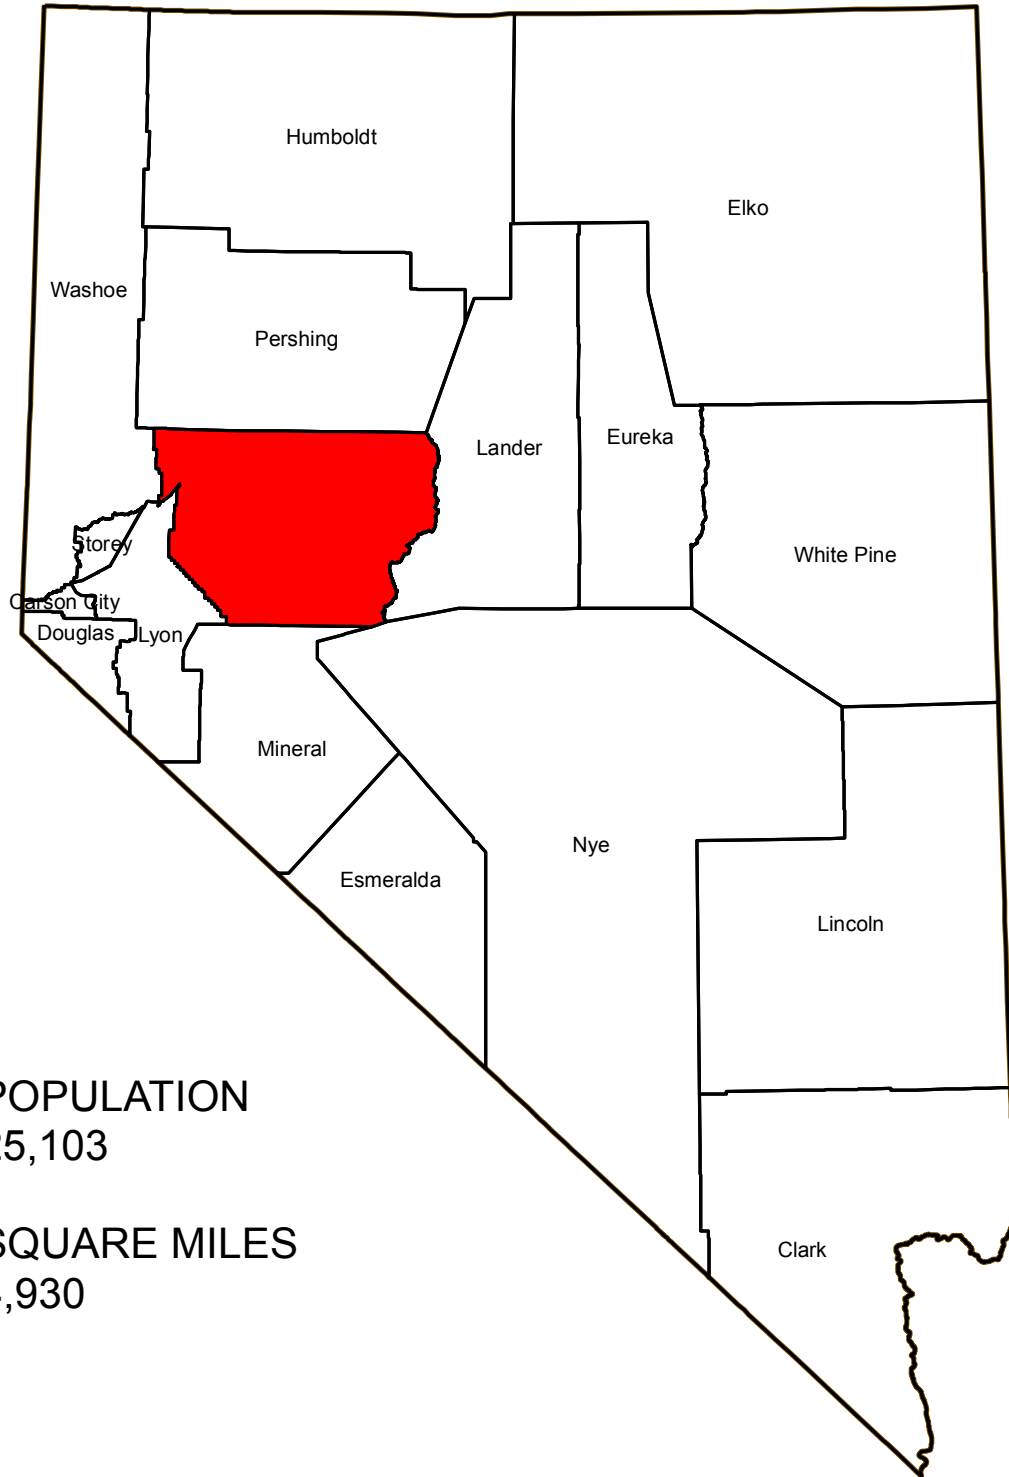 Humboldt
Elko
Washoe
Pershing
Eureka
Lander
Storey
White Pine
Carson City
Douglas
Lyon
Mineral
Nye
Esmeralda
Lincoln
POPULATION
25,103
SQUARE MILES
,930
Clark